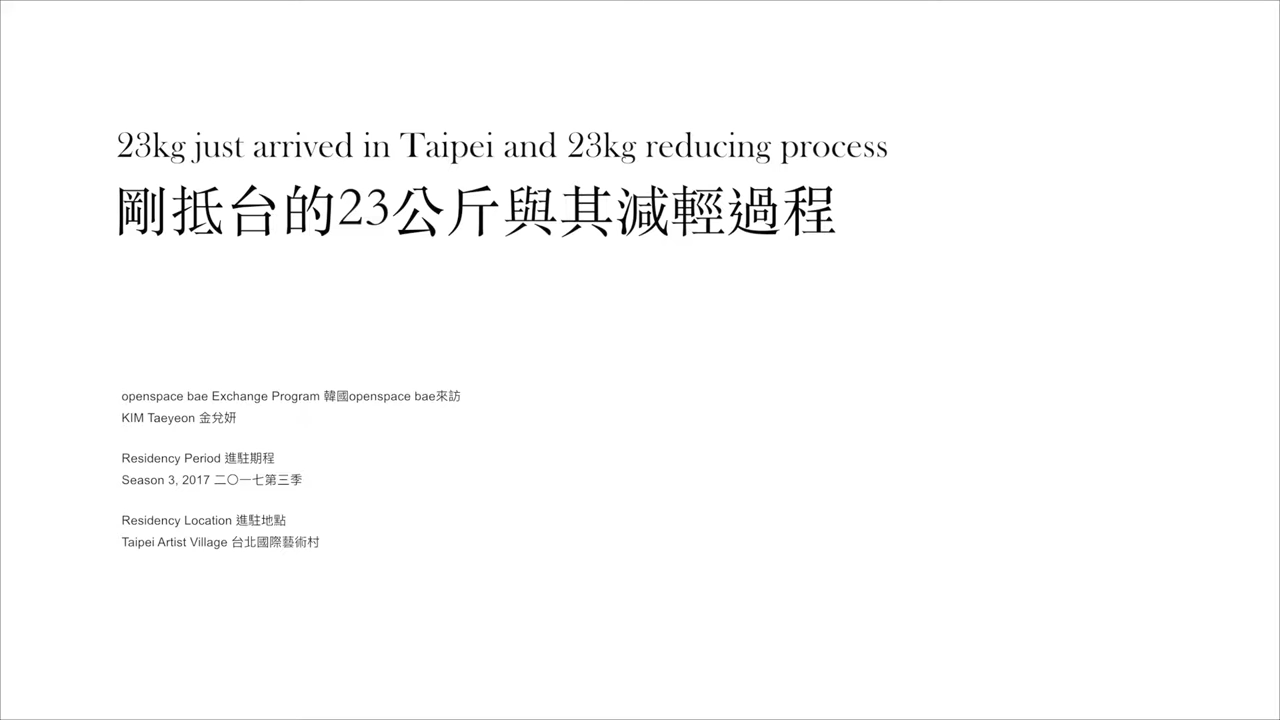 23kg just arrived in Taipei and 23kg reducing process
剛抵台的23公斤與其減輕過程
openspace bae Exchange Program 韓國openspace bae來訪
KIM Taeyeon 金兌妍
Residency Period 進駐期程
Season 3, 2017 二〇一七第三季
Residency Location 進駐地點
Taipei Artist Village 台北國際藝術村